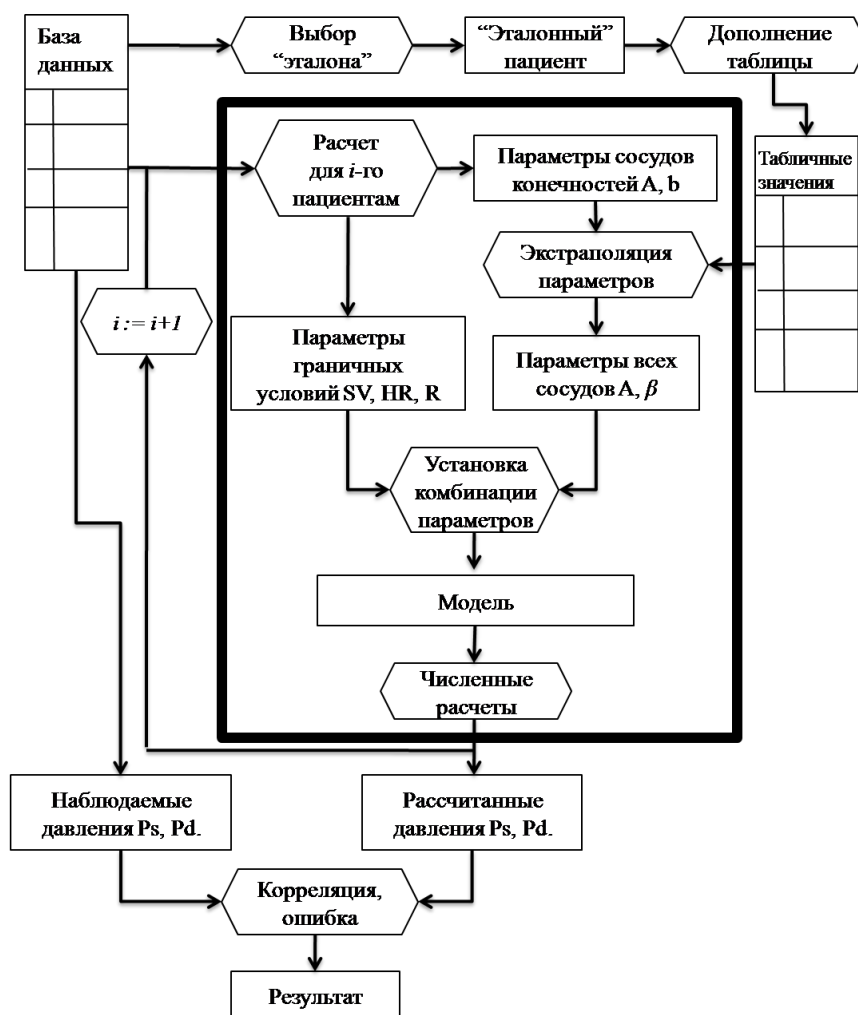 База
данных
Выбор
“эталона”
“Эталонный”
пациент
Дополнение
таблицы
Расчет
для i-го
пациентам
Параметры сосудов
конечностей A, b
Табличные
значения
Экстраполяция
параметров
i := i+1
Параметры
граничных
условий SV, HR, R
Параметры всех
сосудов A, β
Установка
комбинации
параметров
Модель
Численные
расчеты
Наблюдаемые
давления Ps, Pd.
Рассчитанные
давления Ps, Pd.
Корреляция,
ошибка
Результат